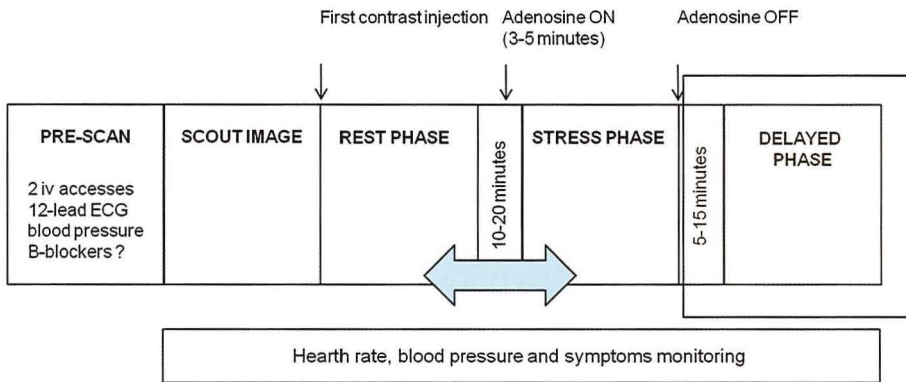 First contrast injection
Adenosine ON
(3-5 minutes)
Adenosine OFF
PRE-SCAN
2 iv accesses
12-lead ECG
blood pressure
B-blockers ?
SCOUT IMAGE
REST PHASE
10-20 minutes
STRESS PHASE
5-15 minutes
DELAYED
PHASE
Hearth rate, blood pressure and symptoms monitoring